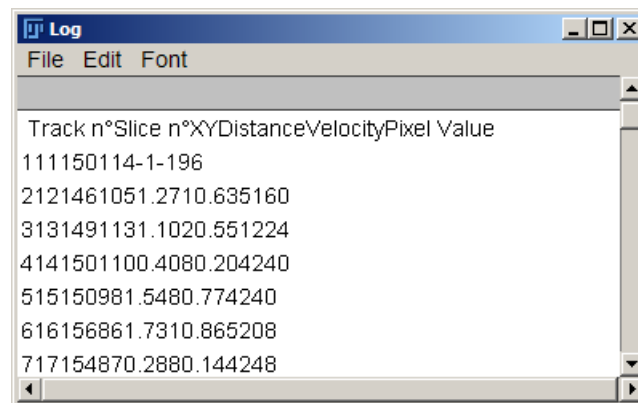 Log
File Edit Font
Track n°Slice n°XYDistanceVelocityPixel Value
111150114-1-196
2121461051.2710.635160
3131491131.1020.551224
4141501100.4080.204240
515150981.5480.774240
616156861.7310.865208
717154870.2880.144248